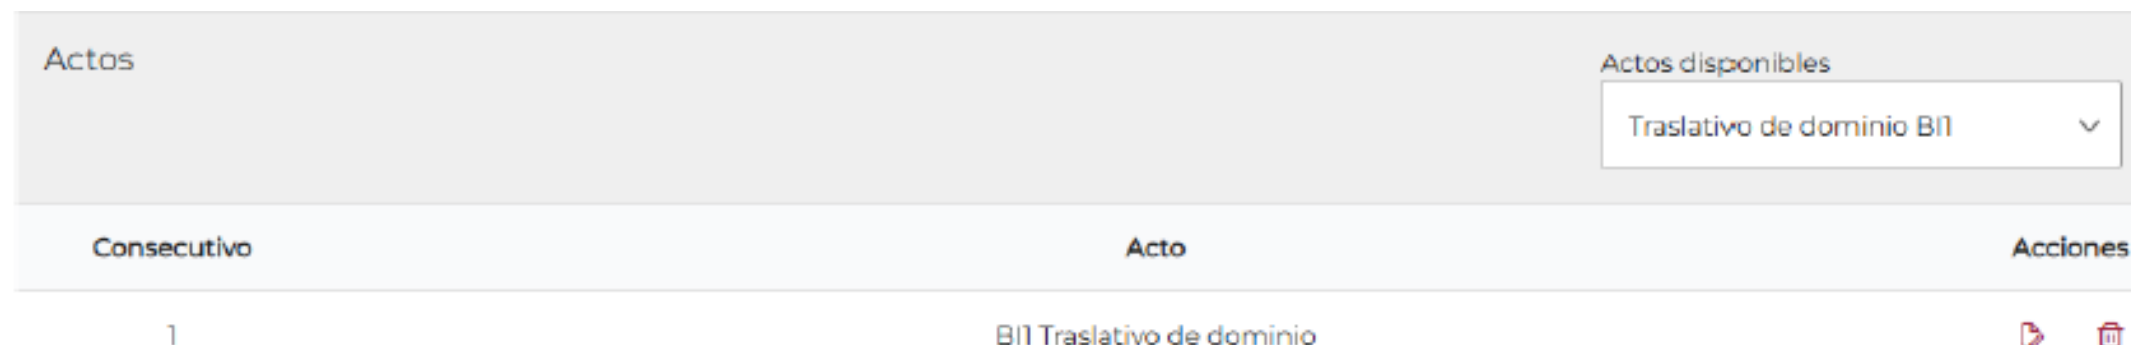 Actos
Actos disponibles
Traslativo de dominio BI1
Consecutivo Acto Acciones
1 BI1 Traslativo de dominio